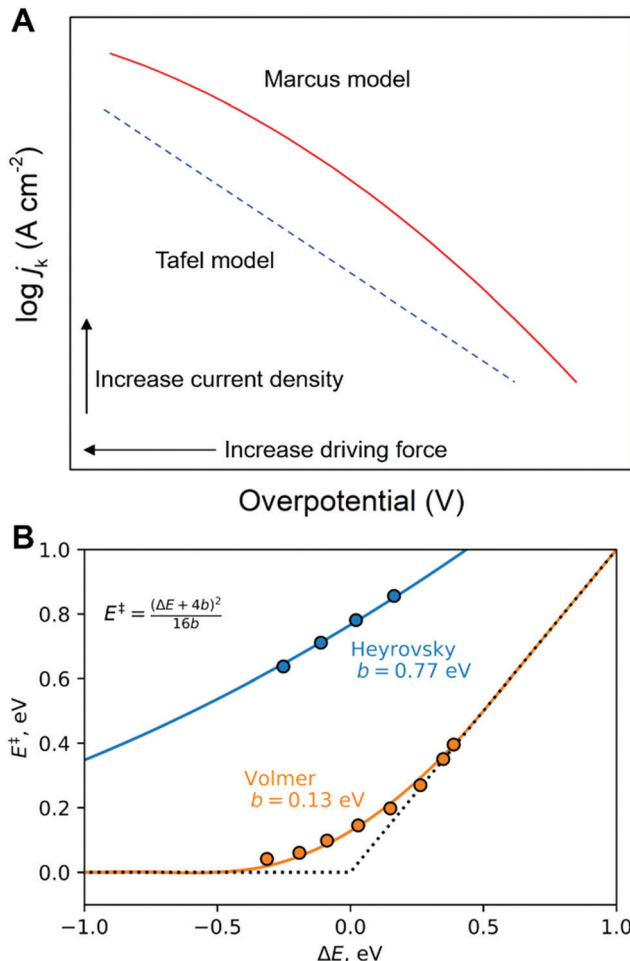 A
Marcus model
Tafel model
Increase current density
Increase driving force
log j_k (A cm⁻²)
Overpotential (V)
B
1.0
0.8
0.6
0.4
0.2
0.0
E‡, eV
E‡ = (ΔE + 4b)² / 16b
Heyrovsky
b = 0.77 eV
Volmer
b = 0.13 eV
−1.0 −0.5 0.0 0.5 1.0
ΔE, eV